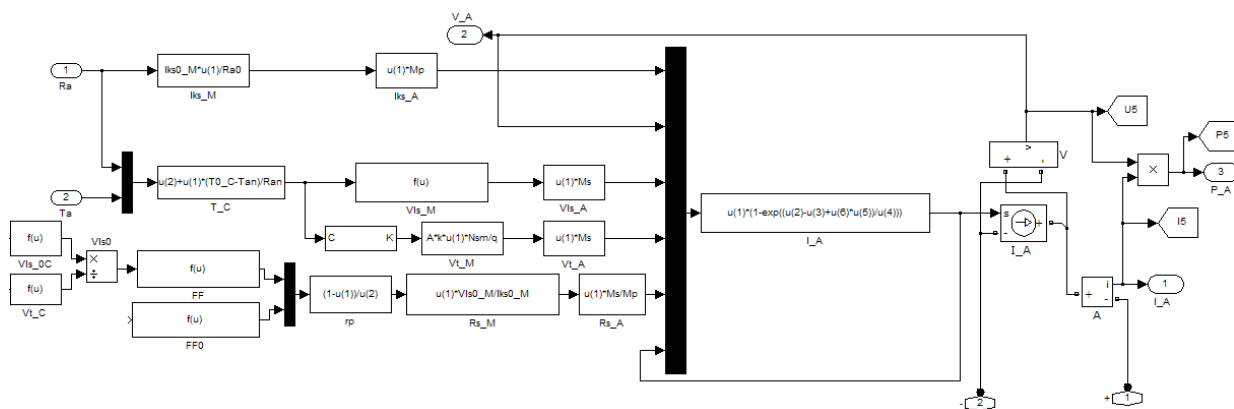 V_A
2
1
Ra
Iks0_M*u(1)/Ra0
Iks_M
u(1)*Mp
Iks_A
U5
P5
+
-
V
>
×
3
P_A
2
Ta
u(2)+u(1)*(T0_C-Tan)/Ran
T_C
f(u)
Vls_M
u(1)*Ms
Vls_A
u(1)*(1-exp((u(2)-u(3)+u(6)*u(5))/u(4)))
I_A
s
-
+
I_A
I5
C
K
A*k*u(1)*Nsm/q
Vt_M
u(1)*Ms
Vt_A
f(u)
Vls_0C
Vls0
×
÷
f(u)
Vt_C
f(u)
FF
f(u)
FF0
(1-u(1))/u(2)
rp
u(1)*Vls0_M/Iks0_M
Rs_M
u(1)*Ms/Mp
Rs_A
+
i
-
A
1
I_A
-
2
+
1